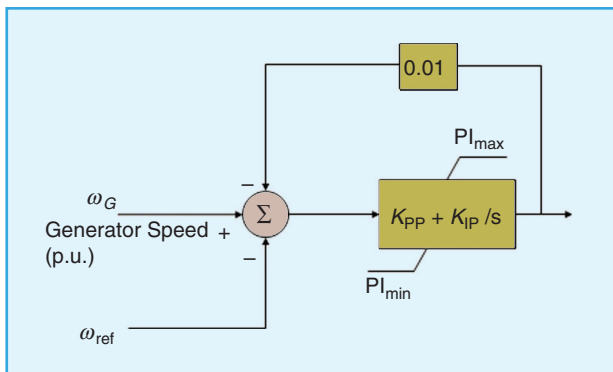 0.01
PImax
–
ωG
Σ
KPP + KIP /s
Generator Speed +
(p.u.)
–
PImin
ωref